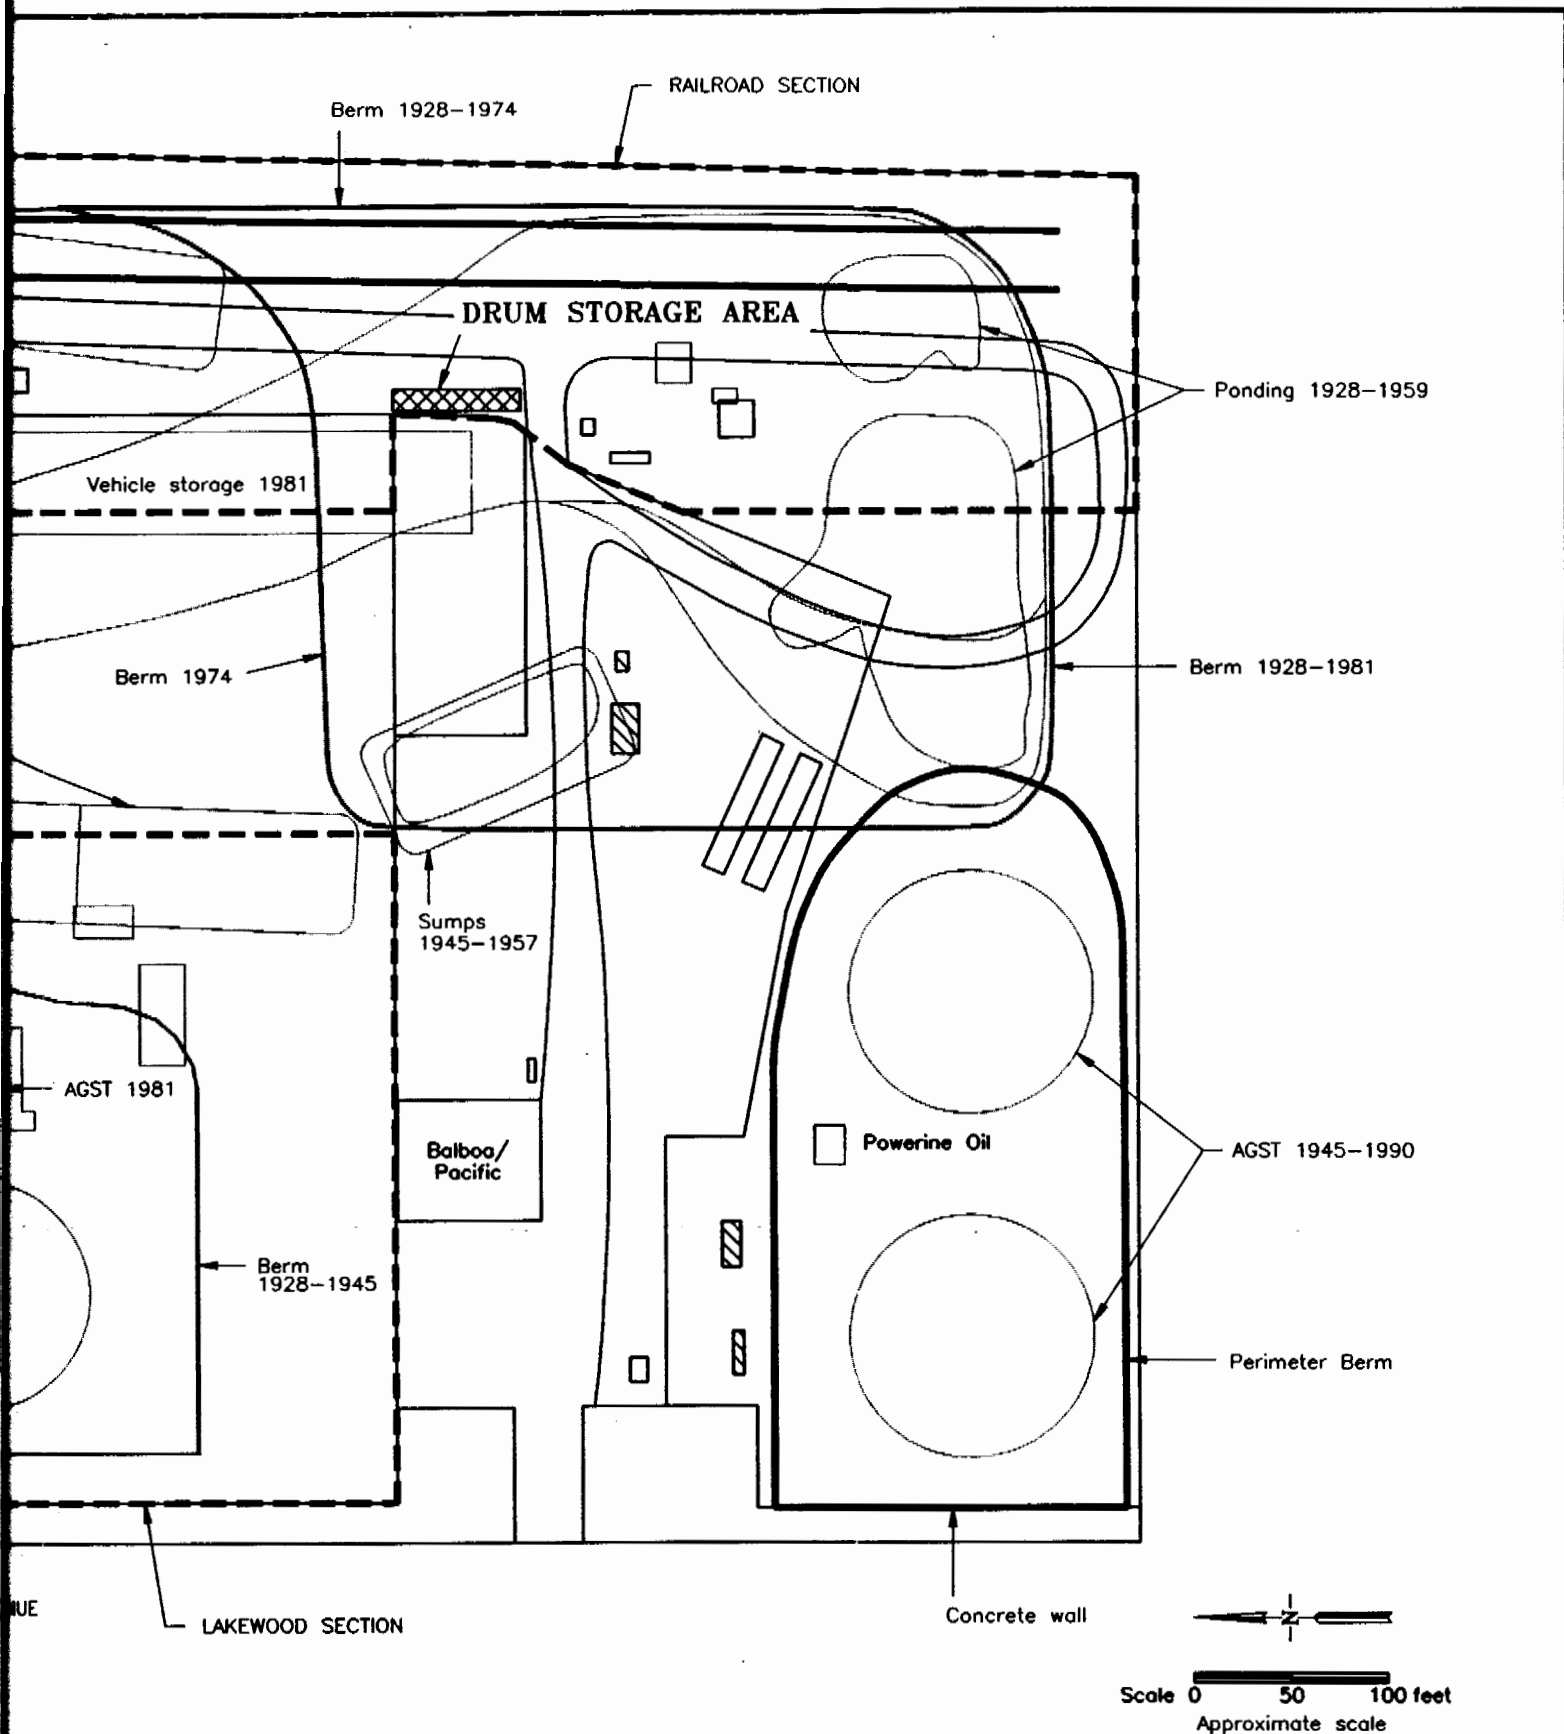 RAILROAD SECTION
Berm 1928-1974
DRUM STORAGE AREA
Ponding 1928-1959
Vehicle storage 1981
Berm 1974
Berm 1928-1981
Sumps
1945-1957
AGST 1981
Balboa/
Pacific
Powerine Oil
AGST 1945-1990
Berm
1928-1945
Perimeter Berm
Concrete wall
LAKEWOOD SECTION
N
Scale 0 50 100 feet
Approximate scale